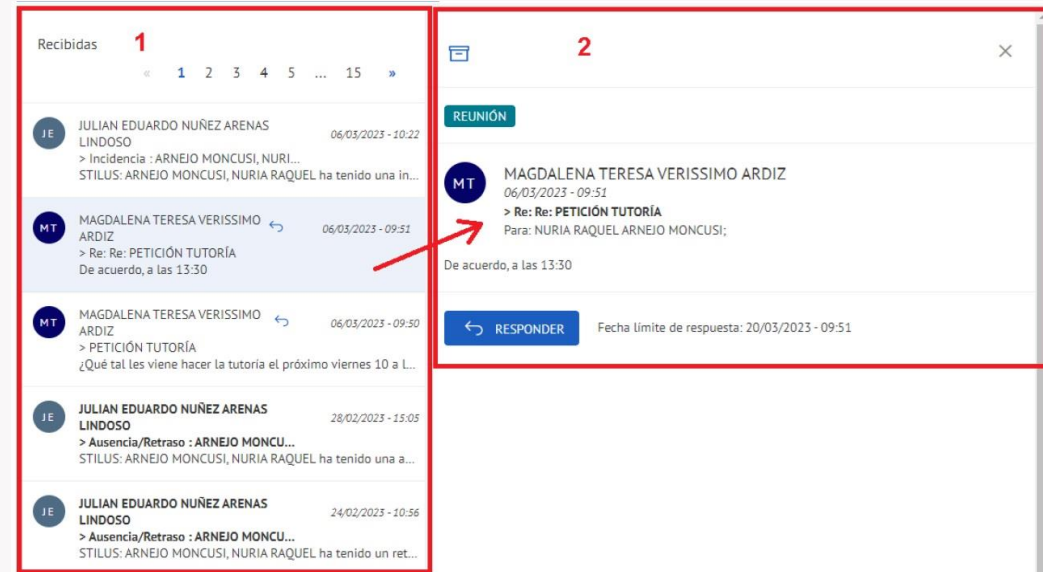 Recibidas 1
« 1 2 3 4 5 ... 15 »
JE
JULIAN EDUARDO NUÑEZ ARENAS
LINDOSO
06/03/2023 - 10:22
> Incidencia : ARNEJO MONCUSI, NURI...
STILUS: ARNEJO MONCUSI, NURIA RAQUEL ha tenido una in...
MT
MAGDALENA TERESA VERISSIMO
ARDIZ
06/03/2023 - 09:51
> Re: Re: PETICIÓN TUTORÍA
De acuerdo, a las 13:30
MT
MAGDALENA TERESA VERISSIMO
ARDIZ
06/03/2023 - 09:50
> PETICIÓN TUTORÍA
¿Qué tal les viene hacer la tutoría el próximo viernes 10 a l...
JE
JULIAN EDUARDO NUÑEZ ARENAS
LINDOSO
28/02/2023 - 15:05
> Ausencia/Retraso : ARNEJO MONCU...
STILUS: ARNEJO MONCUSI, NURIA RAQUEL ha tenido una a...
JE
JULIAN EDUARDO NUÑEZ ARENAS
LINDOSO
24/02/2023 - 10:56
> Ausencia/Retraso : ARNEJO MONCU...
STILUS: ARNEJO MONCUSI, NURIA RAQUEL ha tenido un ret...
2
REUNIÓN
MT
MAGDALENA TERESA VERISSIMO ARDIZ
06/03/2023 - 09:51
> Re: Re: PETICIÓN TUTORÍA
Para: NURIA RAQUEL ARNEJO MONCUSI;
De acuerdo, a las 13:30
RESPONDER Fecha límite de respuesta: 20/03/2023 - 09:51